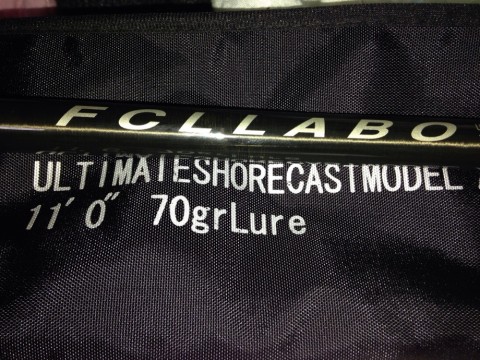 FCLLABO
ULTIMATESHORECASTMODEL
11'0" 70grLure